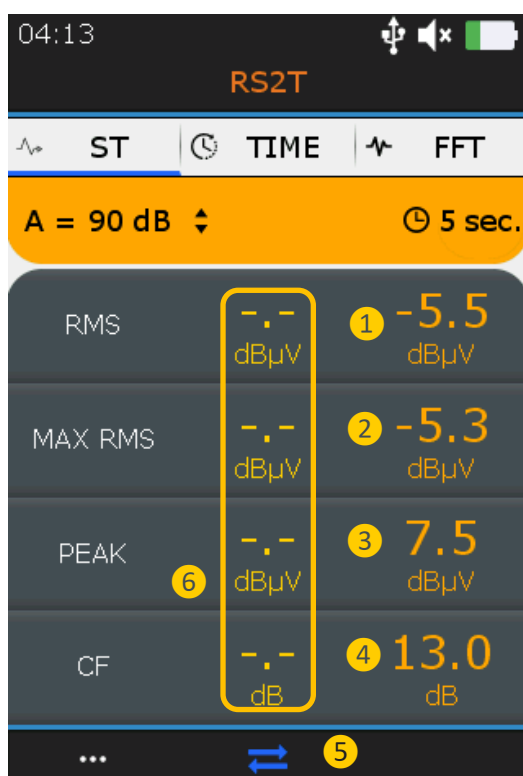 04:13
RS2T
ST TIME FFT
A = 90 dB 5 sec.
RMS -.- dBµV 1 -5.5 dBµV
MAX RMS -.- dBµV 2 -5.3 dBµV
PEAK 6 -.- dBµV 3 7.5 dBµV
CF -.- dB 4 13.0 dB
... 5